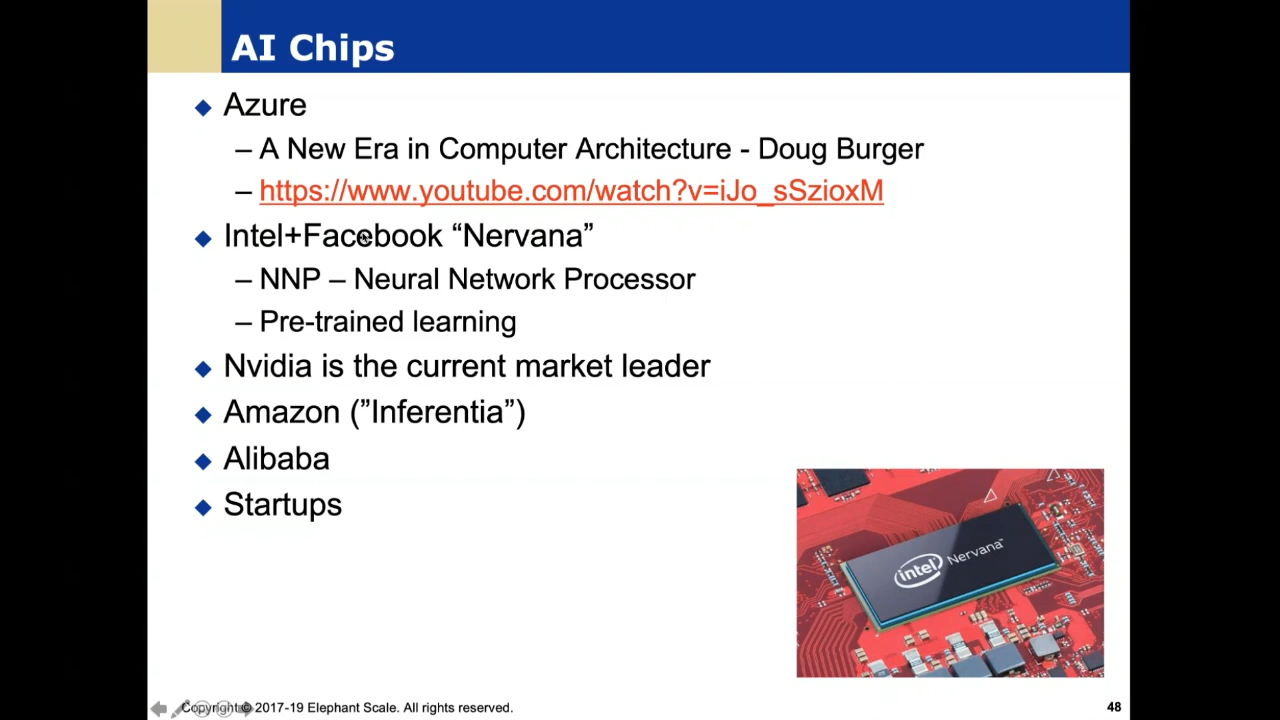 AI Chips
Azure
– A New Era in Computer Architecture - Doug Burger
– https://www.youtube.com/watch?v=iJo_sSzioxM
Intel+Facebook “Nervana”
– NNP – Neural Network Processor
– Pre-trained learning
Nvidia is the current market leader
Amazon (”Inferentia”)
Alibaba
Startups
intel Nervana™
Copyright © 2017-19 Elephant Scale. All rights reserved.
48